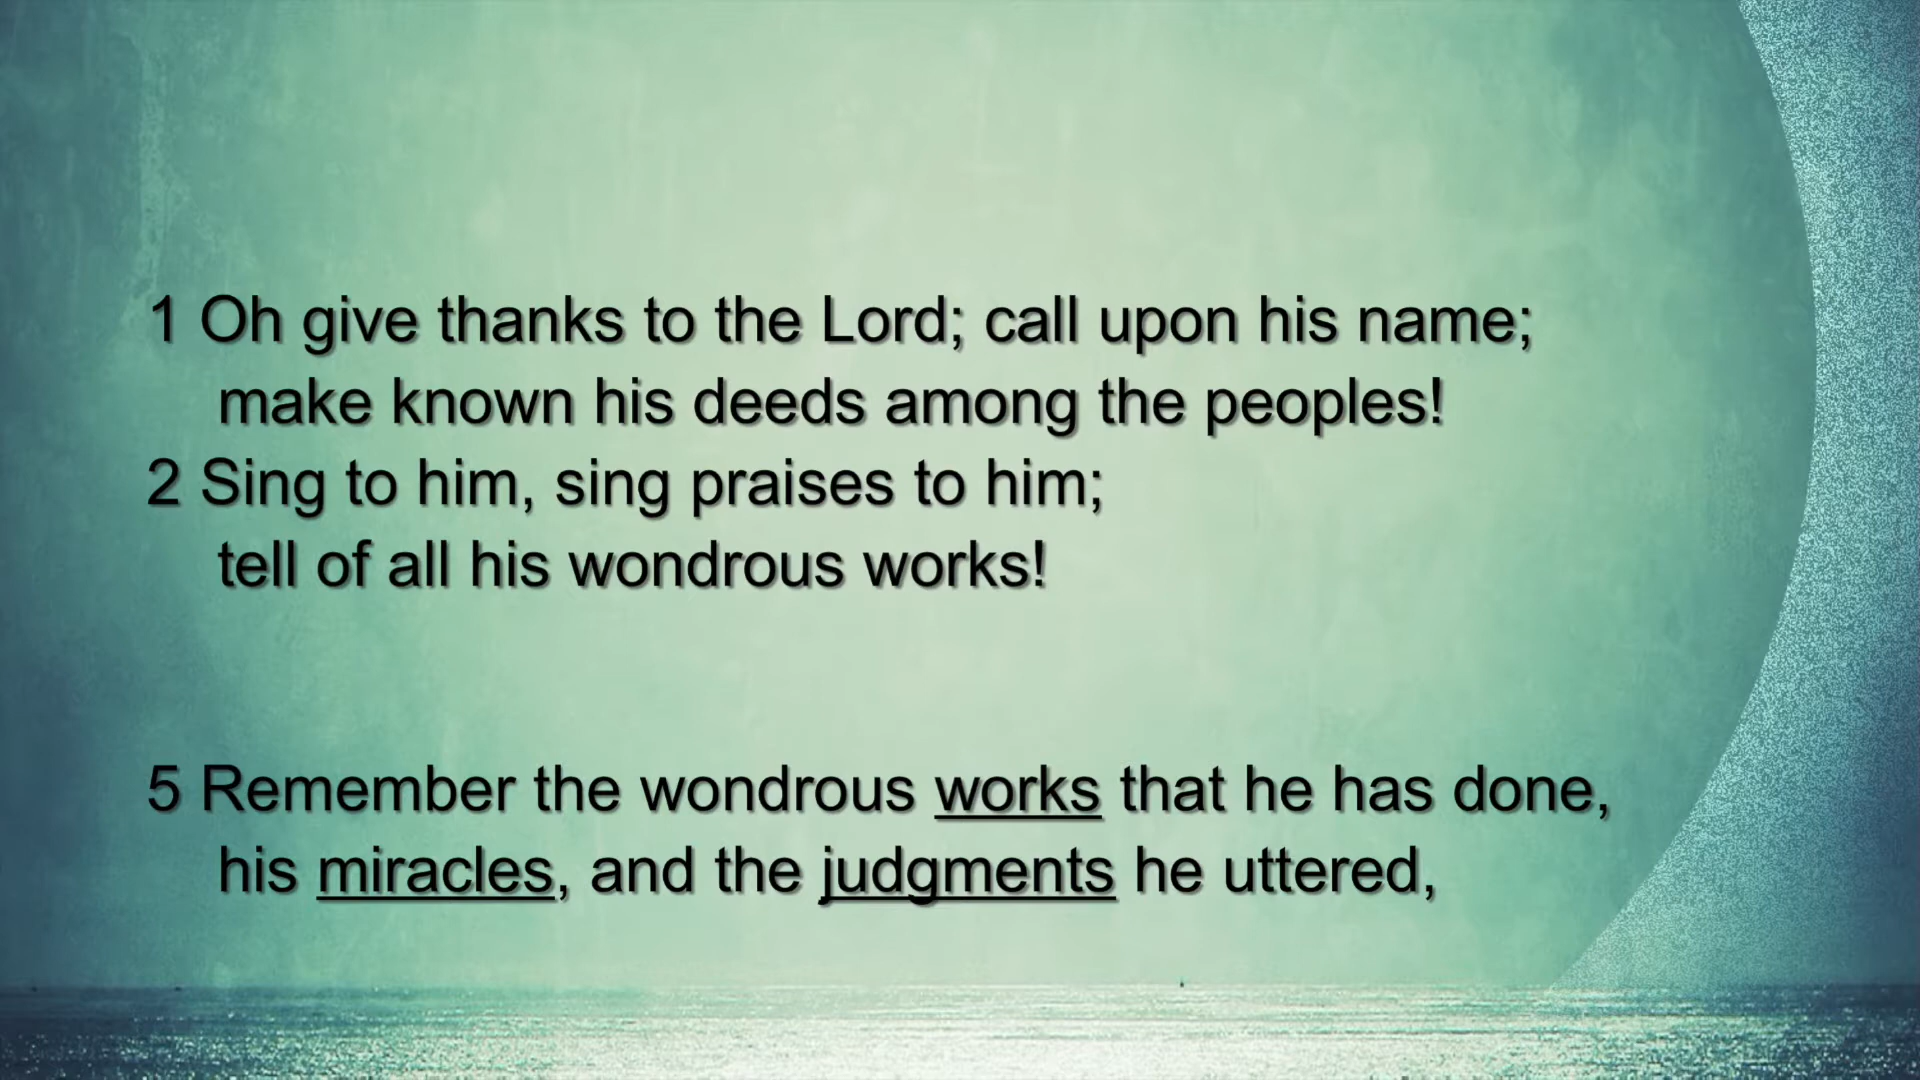 1 Oh give thanks to the Lord; call upon his name;
make known his deeds among the peoples!
2 Sing to him, sing praises to him;
tell of all his wondrous works!
5 Remember the wondrous works that he has done,
his miracles, and the judgments he uttered,